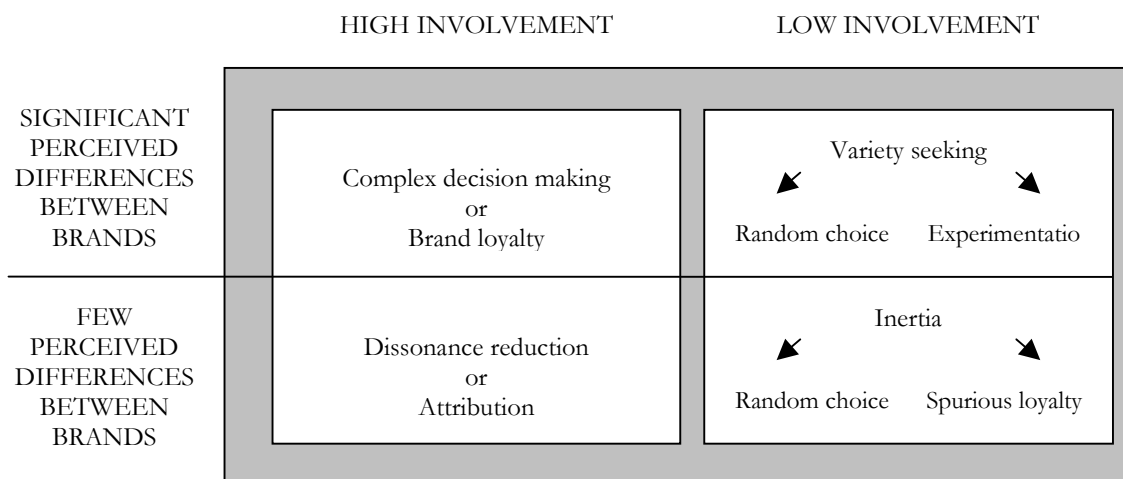 HIGH INVOLVEMENT
LOW INVOLVEMENT
SIGNIFICANT
PERCEIVED
DIFFERENCES
BETWEEN
BRANDS
Complex decision making
or
Brand loyalty
Variety seeking
Random choice
Experimentatio
FEW
PERCEIVED
DIFFERENCES
BETWEEN
BRANDS
Dissonance reduction
or
Attribution
Inertia
Random choice
Spurious loyalty